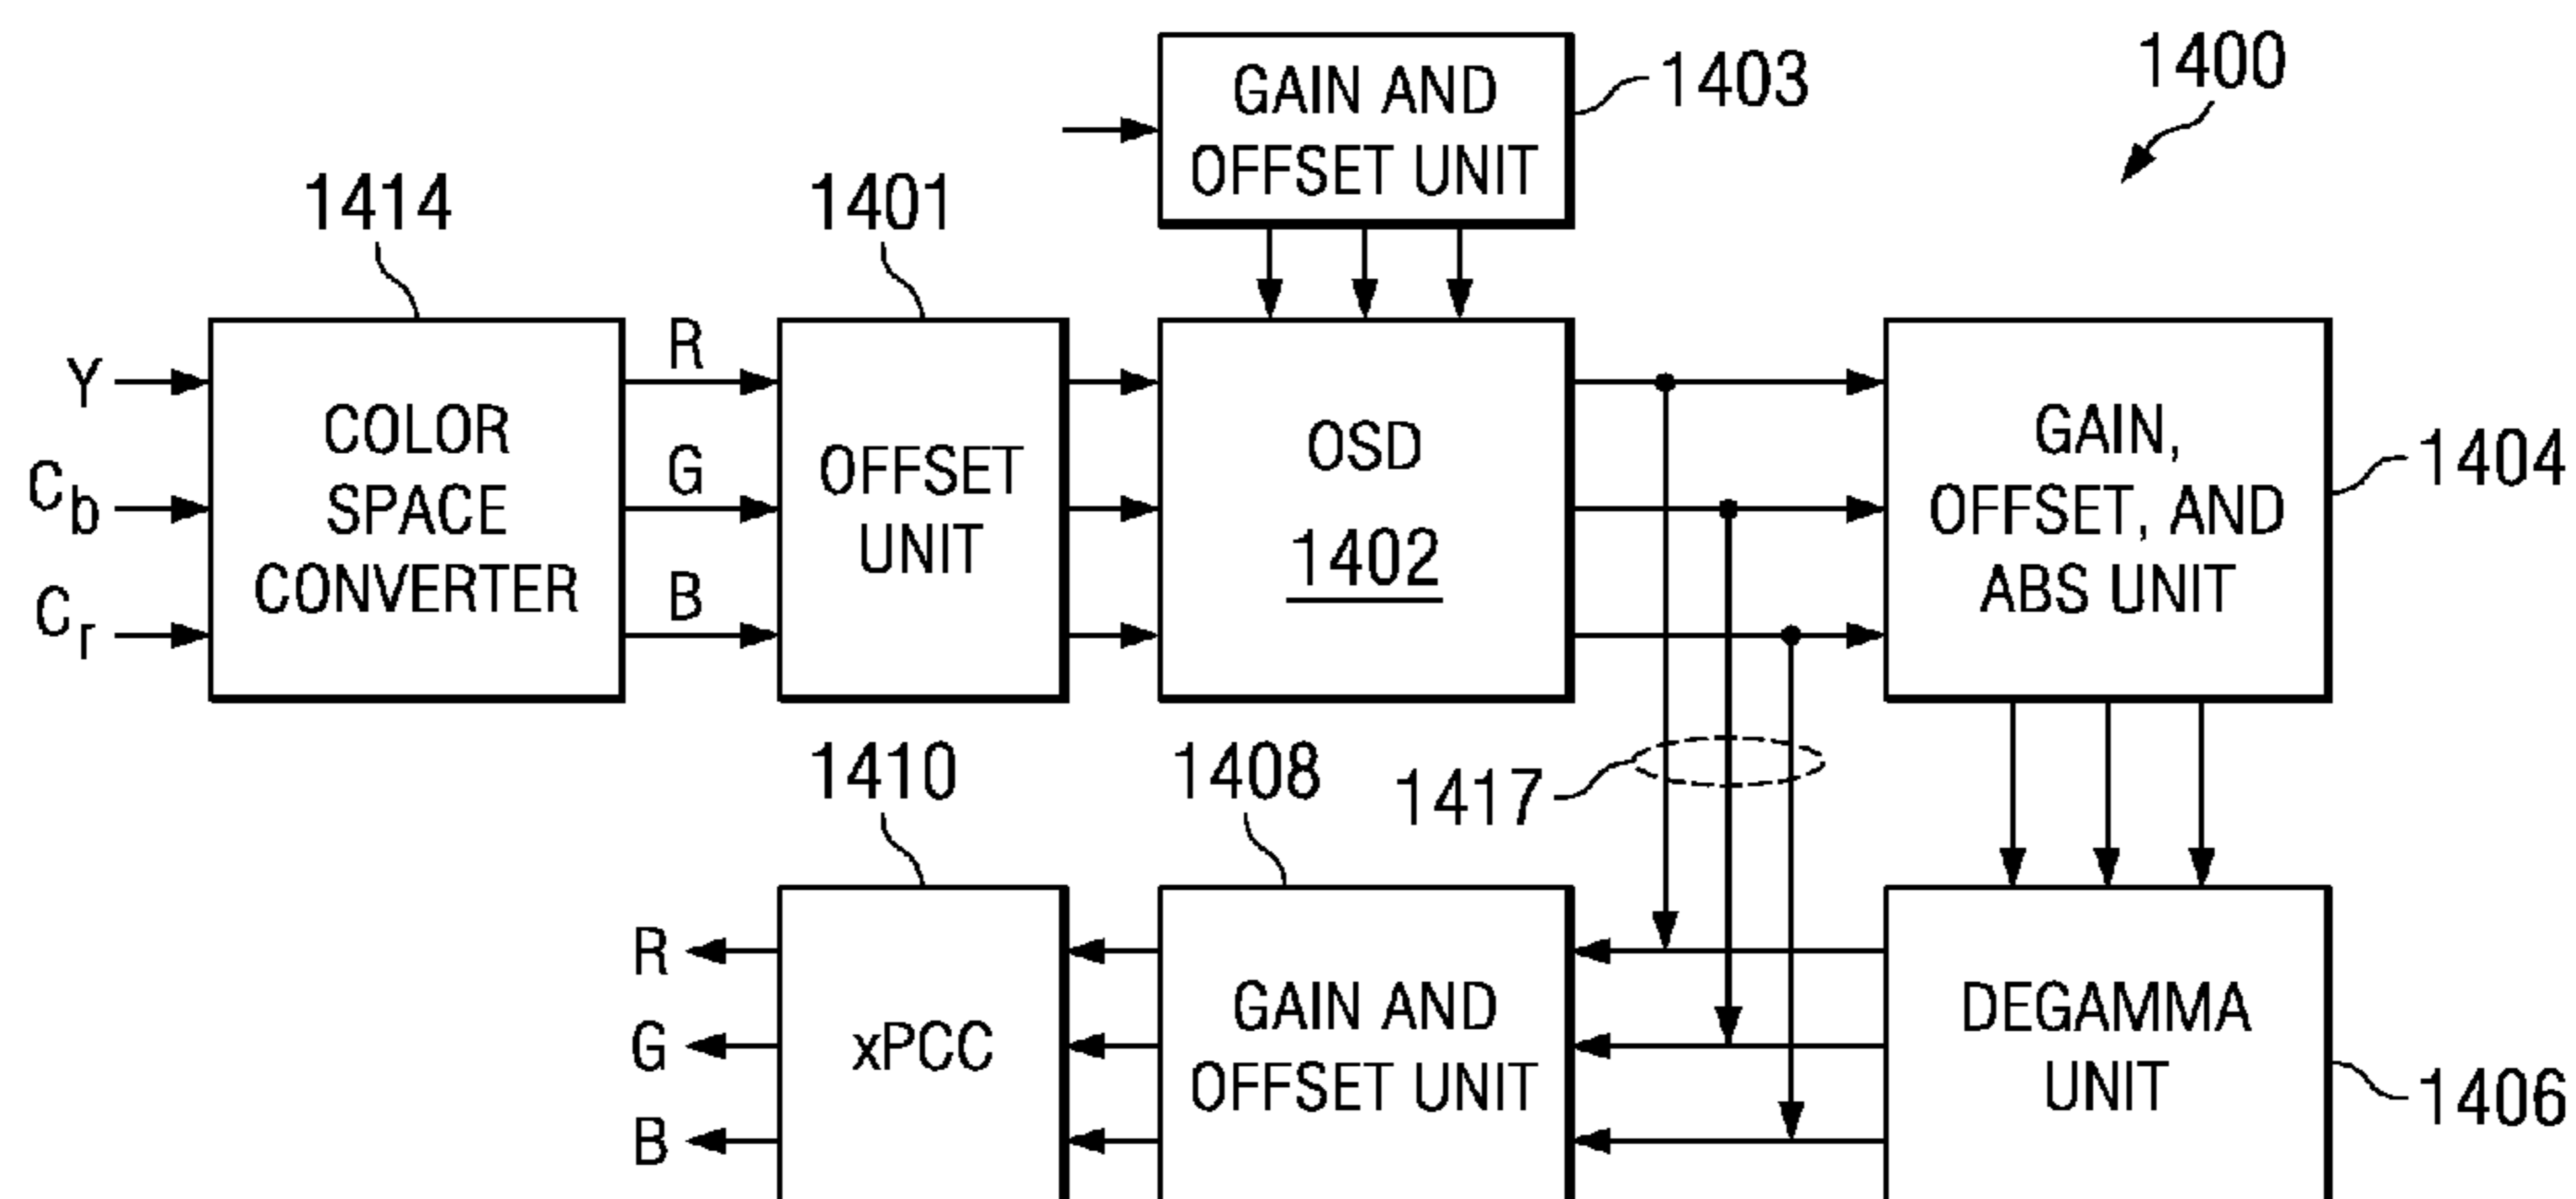 GAIN AND
OFFSET UNIT
1403
1400
1414
1401
Y
Cb
Cr
COLOR
SPACE
CONVERTER
R
G
B
OFFSET
UNIT
OSD
1402
GAIN,
OFFSET, AND
ABS UNIT
1404
1410
1408
1417
R
G
B
xPCC
GAIN AND
OFFSET UNIT
DEGAMMA
UNIT
1406